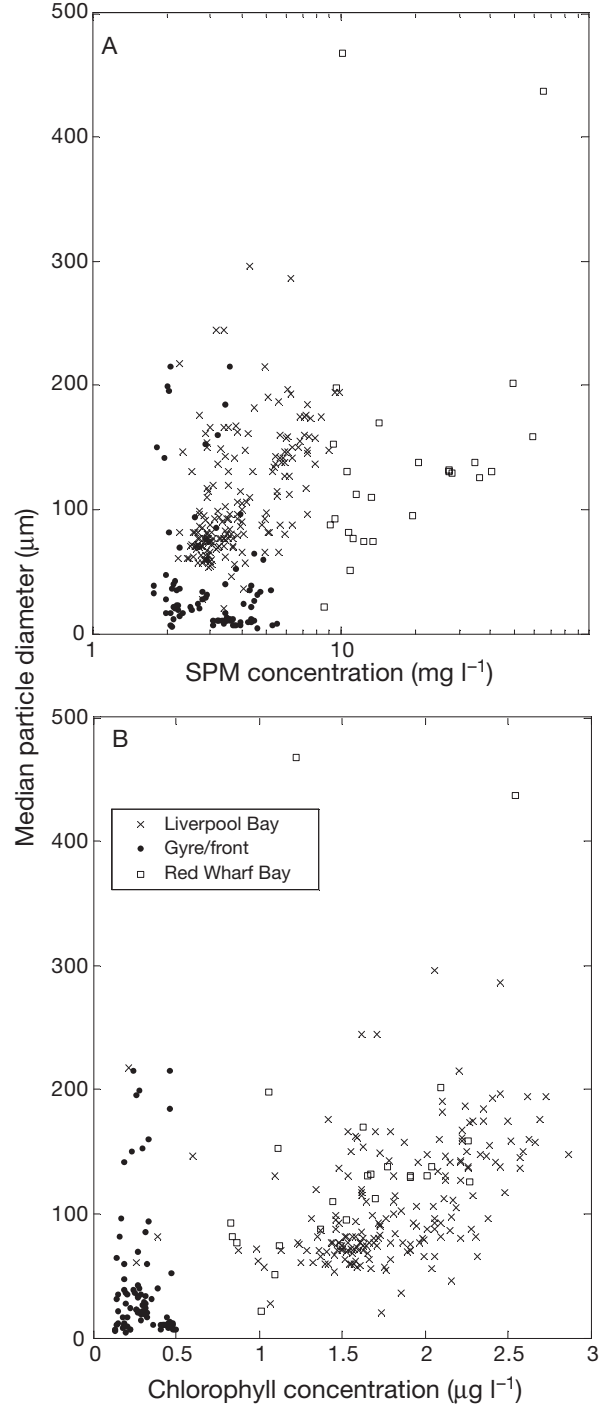 A
500
400
300
200
100
0
1
10
SPM concentration (mg l⁻¹)
Median particle diameter (µm)
B
500
400
300
200
100
0
Liverpool Bay
Gyre/front
Red Wharf Bay
0
0.5
1
1.5
2
2.5
3
Chlorophyll concentration (µg l⁻¹)